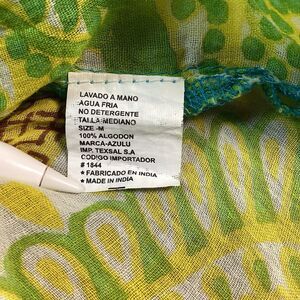 LAVADO A MANO
AGUA FRIA
NO DETERGENTE
TALLA-MEDIANO
SIZE -M
100% ALGODON
MARCA-AZULU
IMP. TEXSAL S.A
CODIGO IMPORTADOR
# 1844
* FABRICADO EN INDIA
* MADE IN INDIA